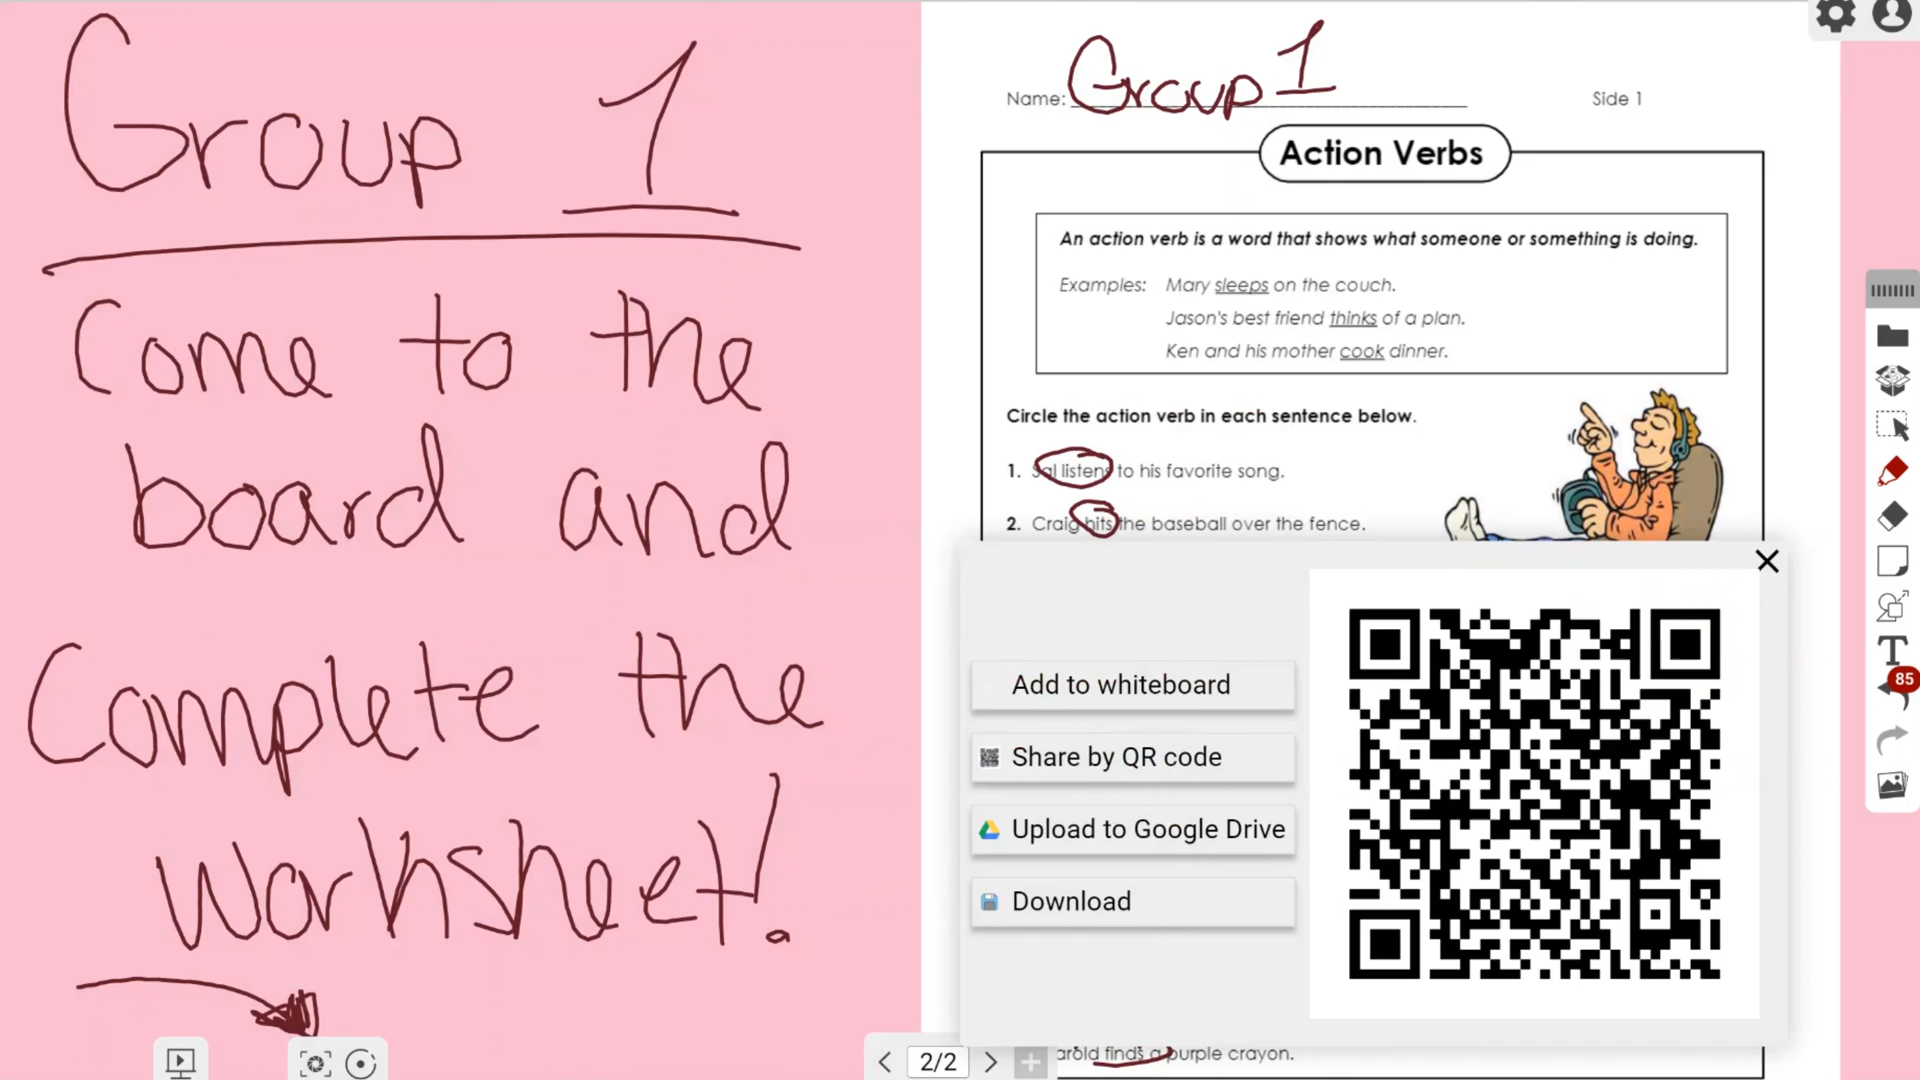 Group 1
Come to the
board and
Complete the
worksheet!
Name: Group 1
Side 1
Action Verbs
An action verb is a word that shows what someone or something is doing.
Examples: Mary sleeps on the couch.
Jason's best friend thinks of a plan.
Ken and his mother cook dinner.
Circle the action verb in each sentence below.
1. Sal listens to his favorite song.
2. Craig hits the baseball over the fence.
Add to whiteboard
Share by QR code
Upload to Google Drive
Download
arold finds a purple crayon.
2/2
T
85